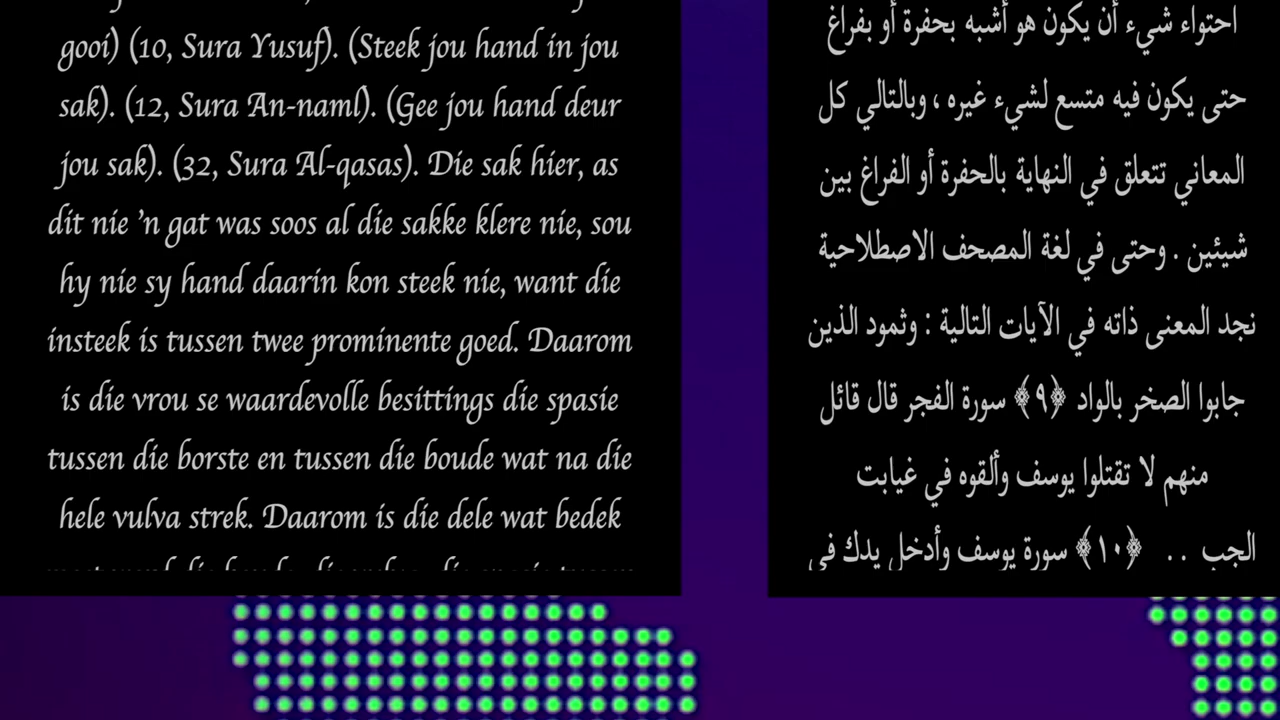 gooi) (10, Sura Yusuf). (Steek jou hand in jou
sak). (12, Sura An-naml). (Gee jou hand deur
jou sak). (32, Sura Al-qasas). Die sak hier, as
dit nie 'n gat was soos al die sakke klere nie, sou
hy nie sy hand daarin kon steek nie, want die
insteek is tussen twee prominente goed. Daarom
is die vrou se waardevolle besittings die spasie
tussen die borste en tussen die boude wat na die
hele vulva strek. Daarom is die dele wat bedek
احتواء شيء أن يكون هو أشبه بحفرة أو بفراغ
حتى يكون فيه متسع لشيء غيره ، وبالتالي كل
المعاني تتعلق في النهاية بالحفرة أو الفراغ بين
شيئين . وحتى في لغة المصحف الاصطلاحية
نجد المعنى ذاته في الآيات التالية : وثمود الذين
جابوا الصخر بالواد ﴿٩﴾ سورة الفجر قال قائل
منهم لا تقتلوا يوسف وألقوه في غيابت
الجب .. ﴿١٠﴾ سورة يوسف وأدخل يدك في